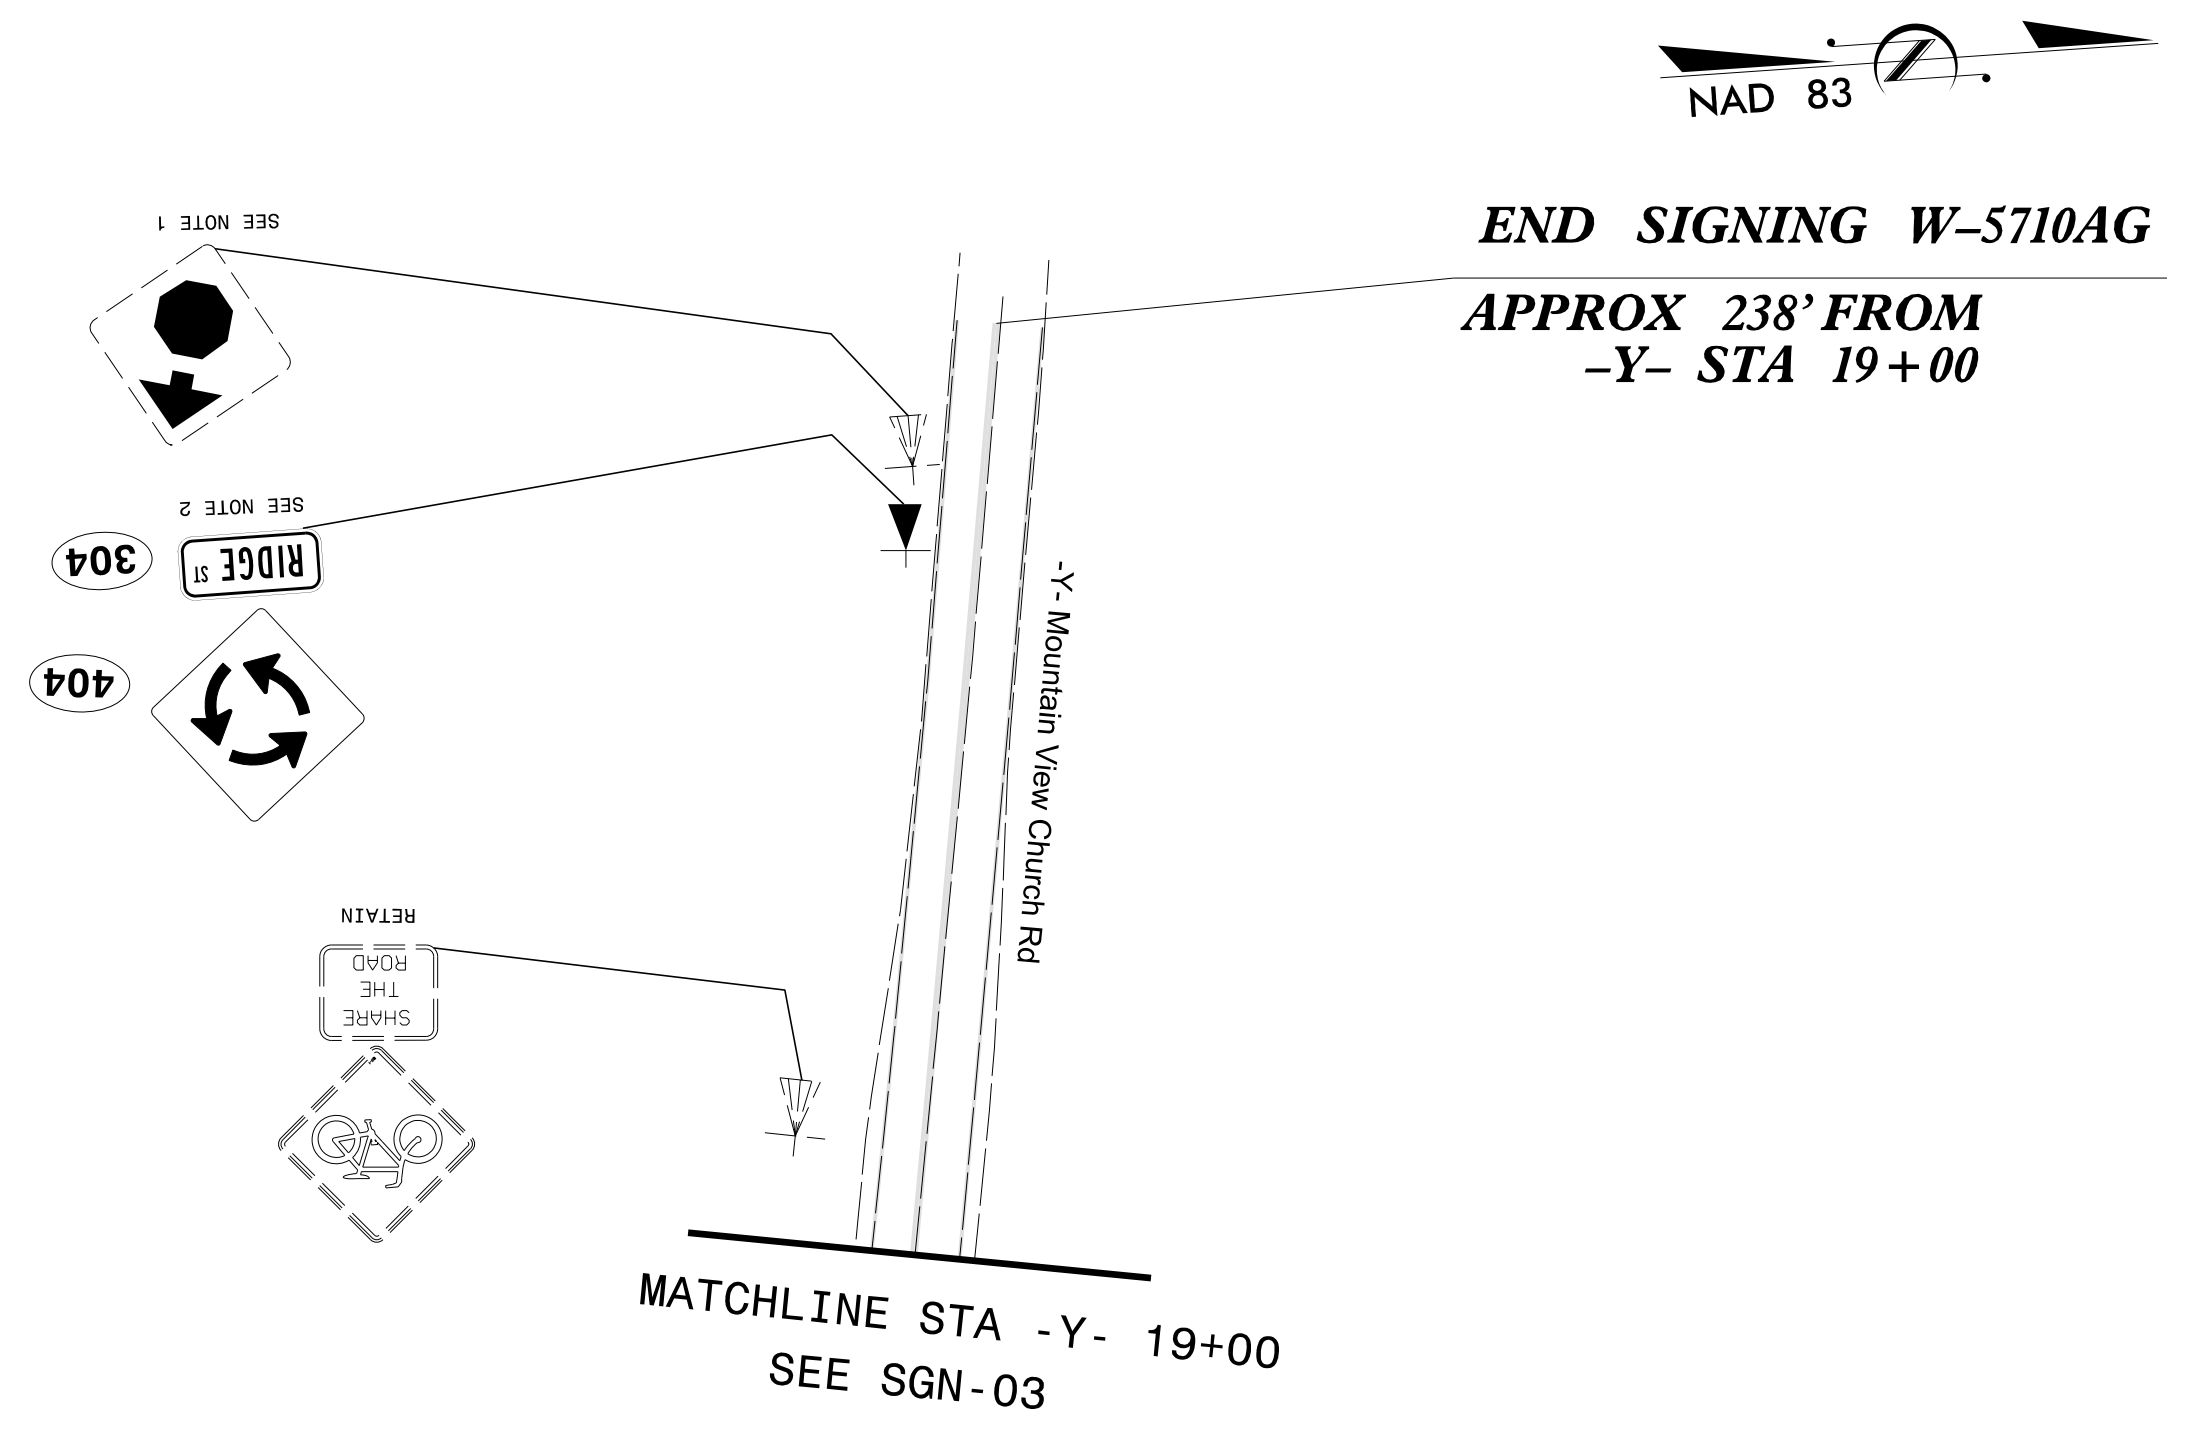 NAD 83
END SIGNING W–5710AG
APPROX 238' FROM
–Y– STA 19+00
SEE NOTE 1
SEE NOTE 2
304
RIDGE ST
404
-Y- Mountain View Church Rd
RETAIN
SHARE
THE
ROAD
MATCHLINE STA -Y- 19+00
SEE SGN-03